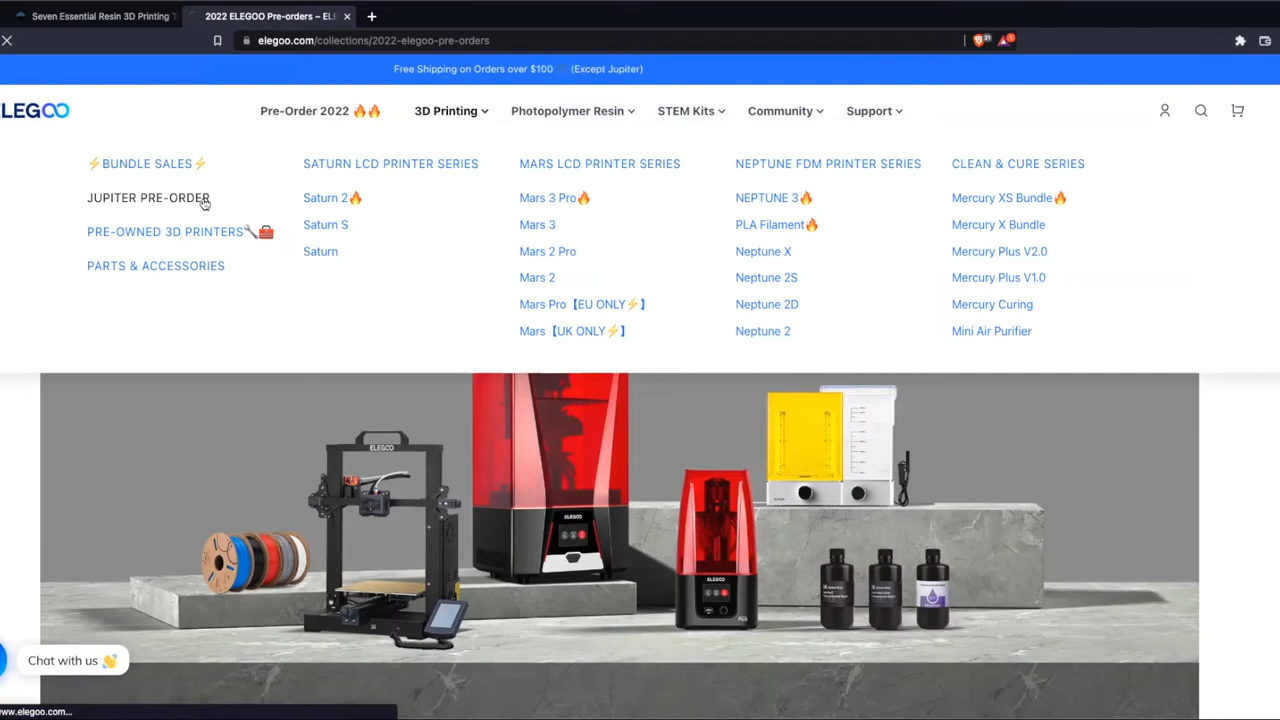 Seven Essential Resin 3D Printing T
2022 ELEGOO Pre-orders – ELE
elegoo.com/collections/2022-elegoo-pre-orders
31
1
Free Shipping on Orders over $100 (Except Jupiter)
LEGOO
Pre-Order 2022 🔥🔥
3D Printing
Photopolymer Resin
STEM Kits
Community
Support
⚡BUNDLE SALES⚡
JUPITER PRE-ORDER
PRE-OWNED 3D PRINTERS🔧🧰
PARTS & ACCESSORIES
SATURN LCD PRINTER SERIES
Saturn 2🔥
Saturn S
Saturn
MARS LCD PRINTER SERIES
Mars 3 Pro🔥
Mars 3
Mars 2 Pro
Mars 2
Mars Pro【EU ONLY⚡】
Mars【UK ONLY⚡】
NEPTUNE FDM PRINTER SERIES
NEPTUNE 3🔥
PLA Filament🔥
Neptune X
Neptune 2S
Neptune 2D
Neptune 2
CLEAN & CURE SERIES
Mercury XS Bundle🔥
Mercury X Bundle
Mercury Plus V2.0
Mercury Plus V1.0
Mercury Curing
Mini Air Purifier
ELEGOO
ELEGOO
ELEGOO
Chat with us 👋
www.elegoo.com...